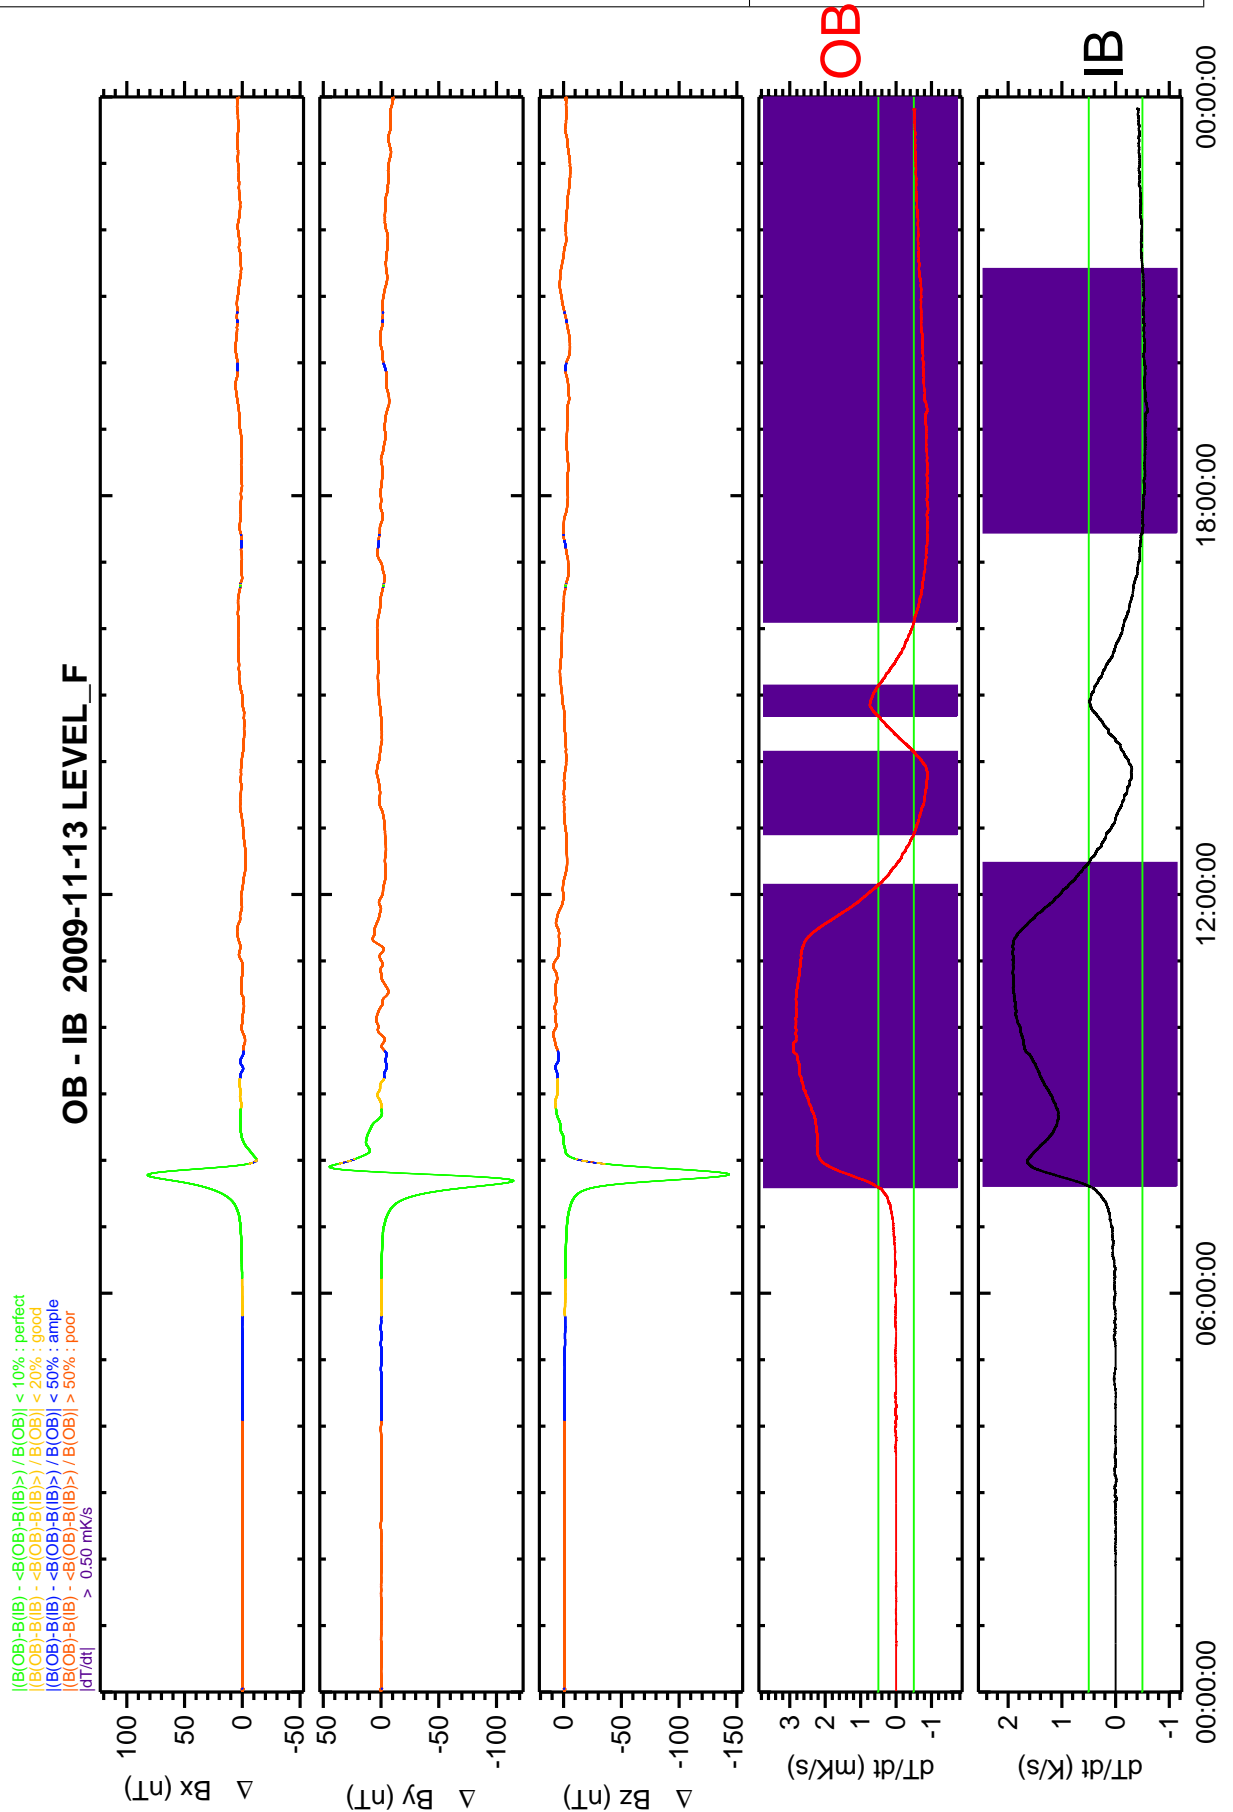 OB - IB 2009-11-13 LEVEL_F
|(B(OB)-B(IB) - <B(OB)-B(IB)>) / B(OB)| < 10% : perfect
|(B(OB)-B(IB) - <B(OB)-B(IB)>) / B(OB)| < 20% : good
|(B(OB)-B(IB) - <B(OB)-B(IB)>) / B(OB)| < 50% : ample
|(B(OB)-B(IB) - <B(OB)-B(IB)>) / B(OB)| > 50% : poor
|dT/dt| > 0.50 mK/s
Δ Bx (nT)
100
50
0
-50
Δ By (nT)
50
0
-50
-100
Δ Bz (nT)
0
-50
-100
-150
dT/dt (mK/s)
3
2
1
0
-1
OB
dT/dt (K/s)
2
1
0
-1
IB
00:00:00
06:00:00
12:00:00
18:00:00
00:00:00